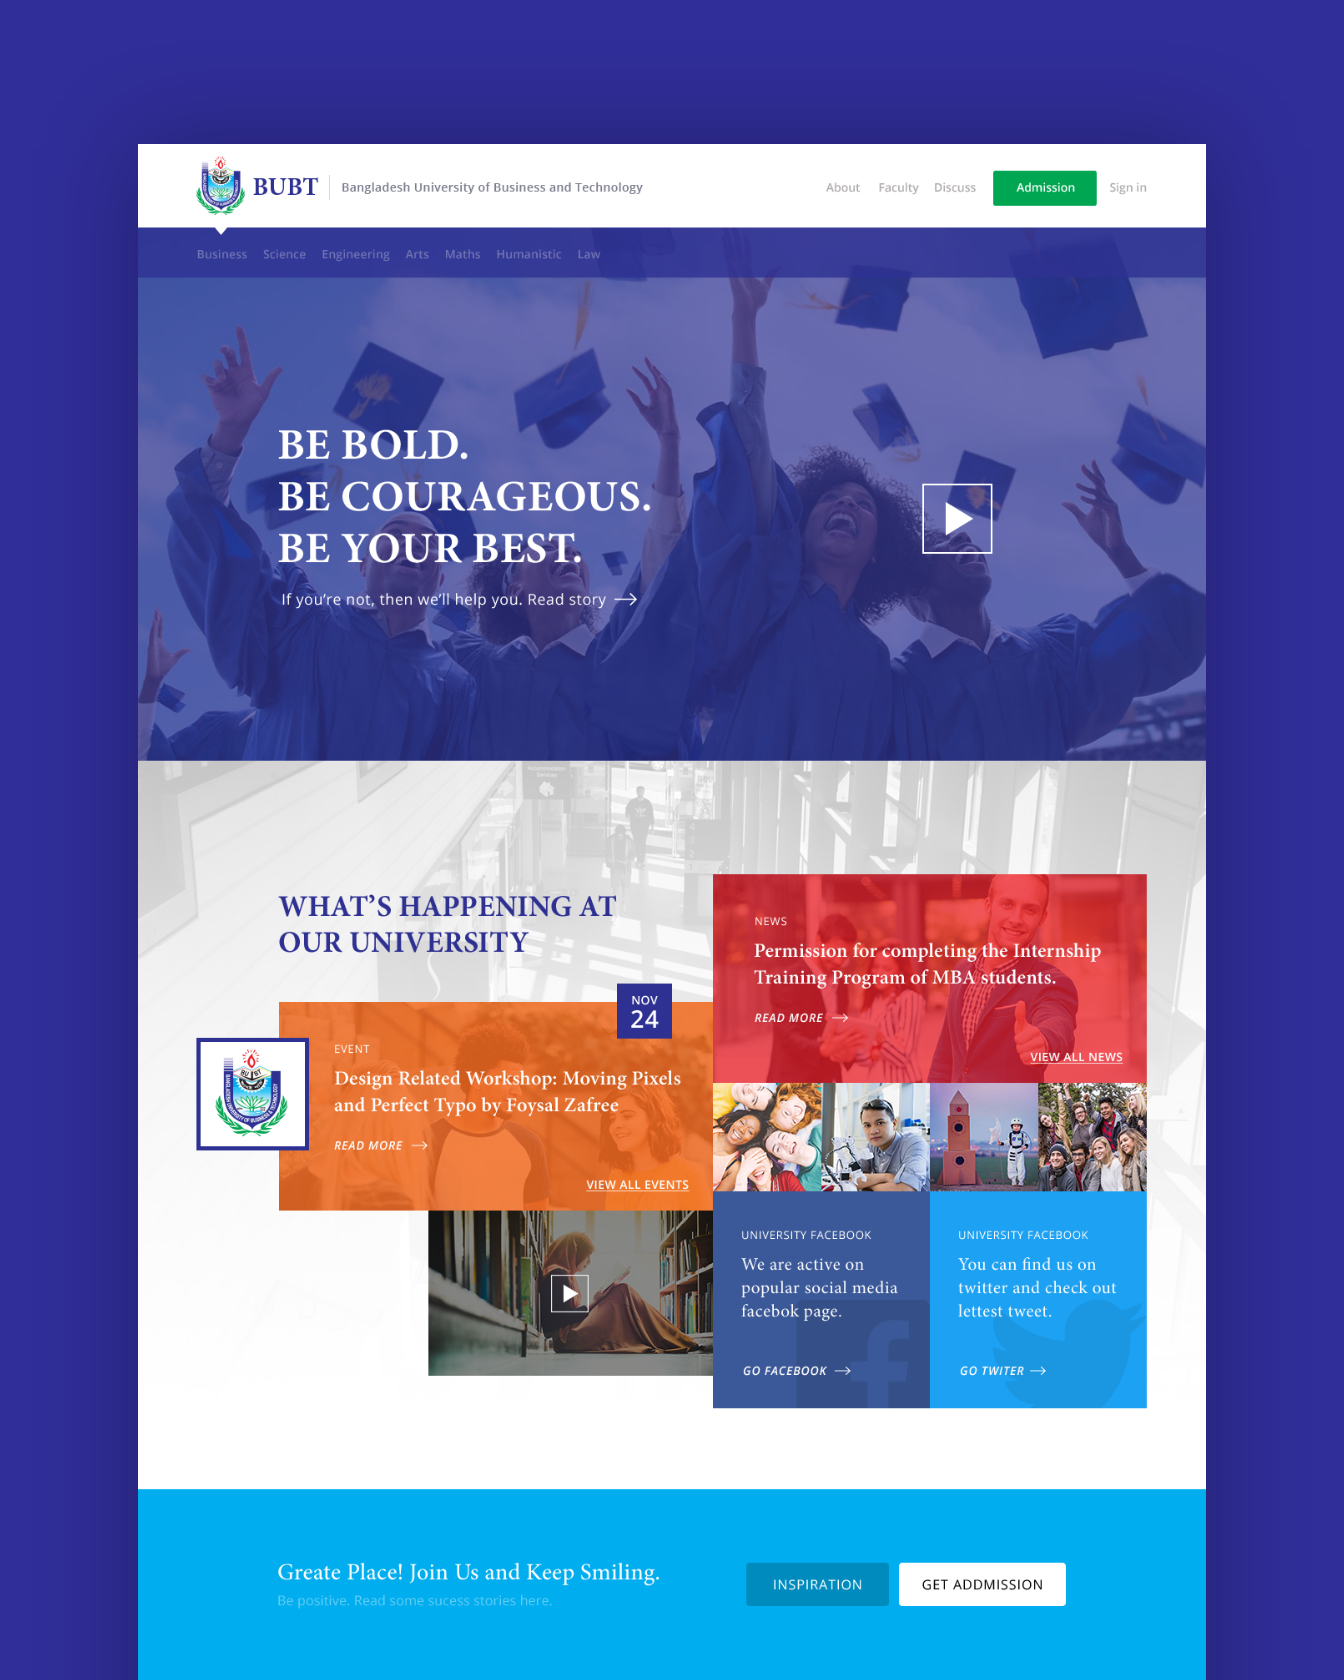 BUBT
Bangladesh University of Business and Technology
About Faculty Discuss Admission Sign in
Business Science Engineering Arts Maths Humanistic Law
BE BOLD.
BE COURAGEOUS.
BE YOUR BEST.
If you're not, then we'll help you. Read story
WHAT'S HAPPENING AT
OUR UNIVERSITY
NOV
24
EVENT
Design Related Workshop: Moving Pixels
and Perfect Typo by Foysal Zafree
READ MORE
VIEW ALL EVENTS
BU BT
NEWS
Permission for completing the Internship
Training Program of MBA students.
READ MORE
VIEW ALL NEWS
UNIVERSITY FACEBOOK
We are active on
popular social media
facebok page.
GO FACEBOOK
UNIVERSITY FACEBOOK
You can find us on
twitter and check out
lettest tweet.
GO TWITER
Greate Place! Join Us and Keep Smiling.
Be positive. Read some sucess stories here.
INSPIRATION
GET ADDMISSION